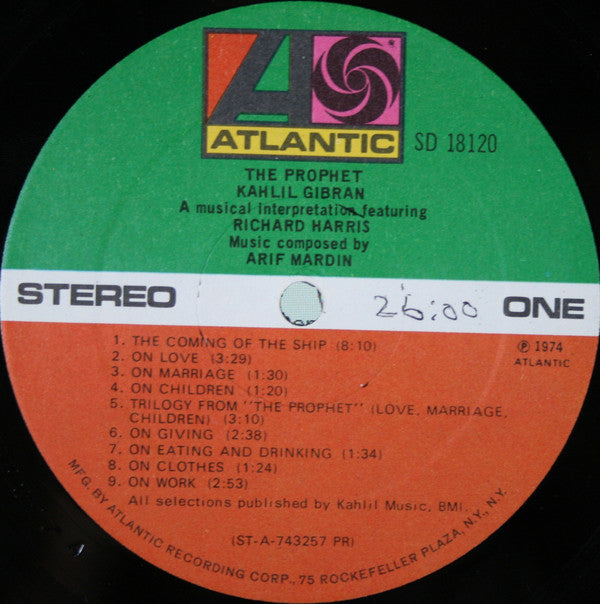 ATLANTIC
SD 18120
THE PROPHET
KAHLIL GIBRAN
A musical interpretation featuring
RICHARD HARRIS
Music composed by
ARIF MARDIN
STEREO
26:00
ONE
℗ 1974
ATLANTIC
1. THE COMING OF THE SHIP (8:10)
2. ON LOVE (3:29)
3. ON MARRIAGE (1:30)
4. ON CHILDREN (1:20)
5. TRILOGY FROM "THE PROPHET" (LOVE, MARRIAGE,
CHILDREN) (3:10)
6. ON GIVING (2:38)
7. ON EATING AND DRINKING (1:34)
8. ON CLOTHES (1:24)
9. ON WORK (2:53)
All selections published by Kahlil Music, BMI.
(ST-A-743257 PR)
MFG. BY ATLANTIC RECORDING CORP., 75 ROCKEFELLER PLAZA, N.Y., N.Y.